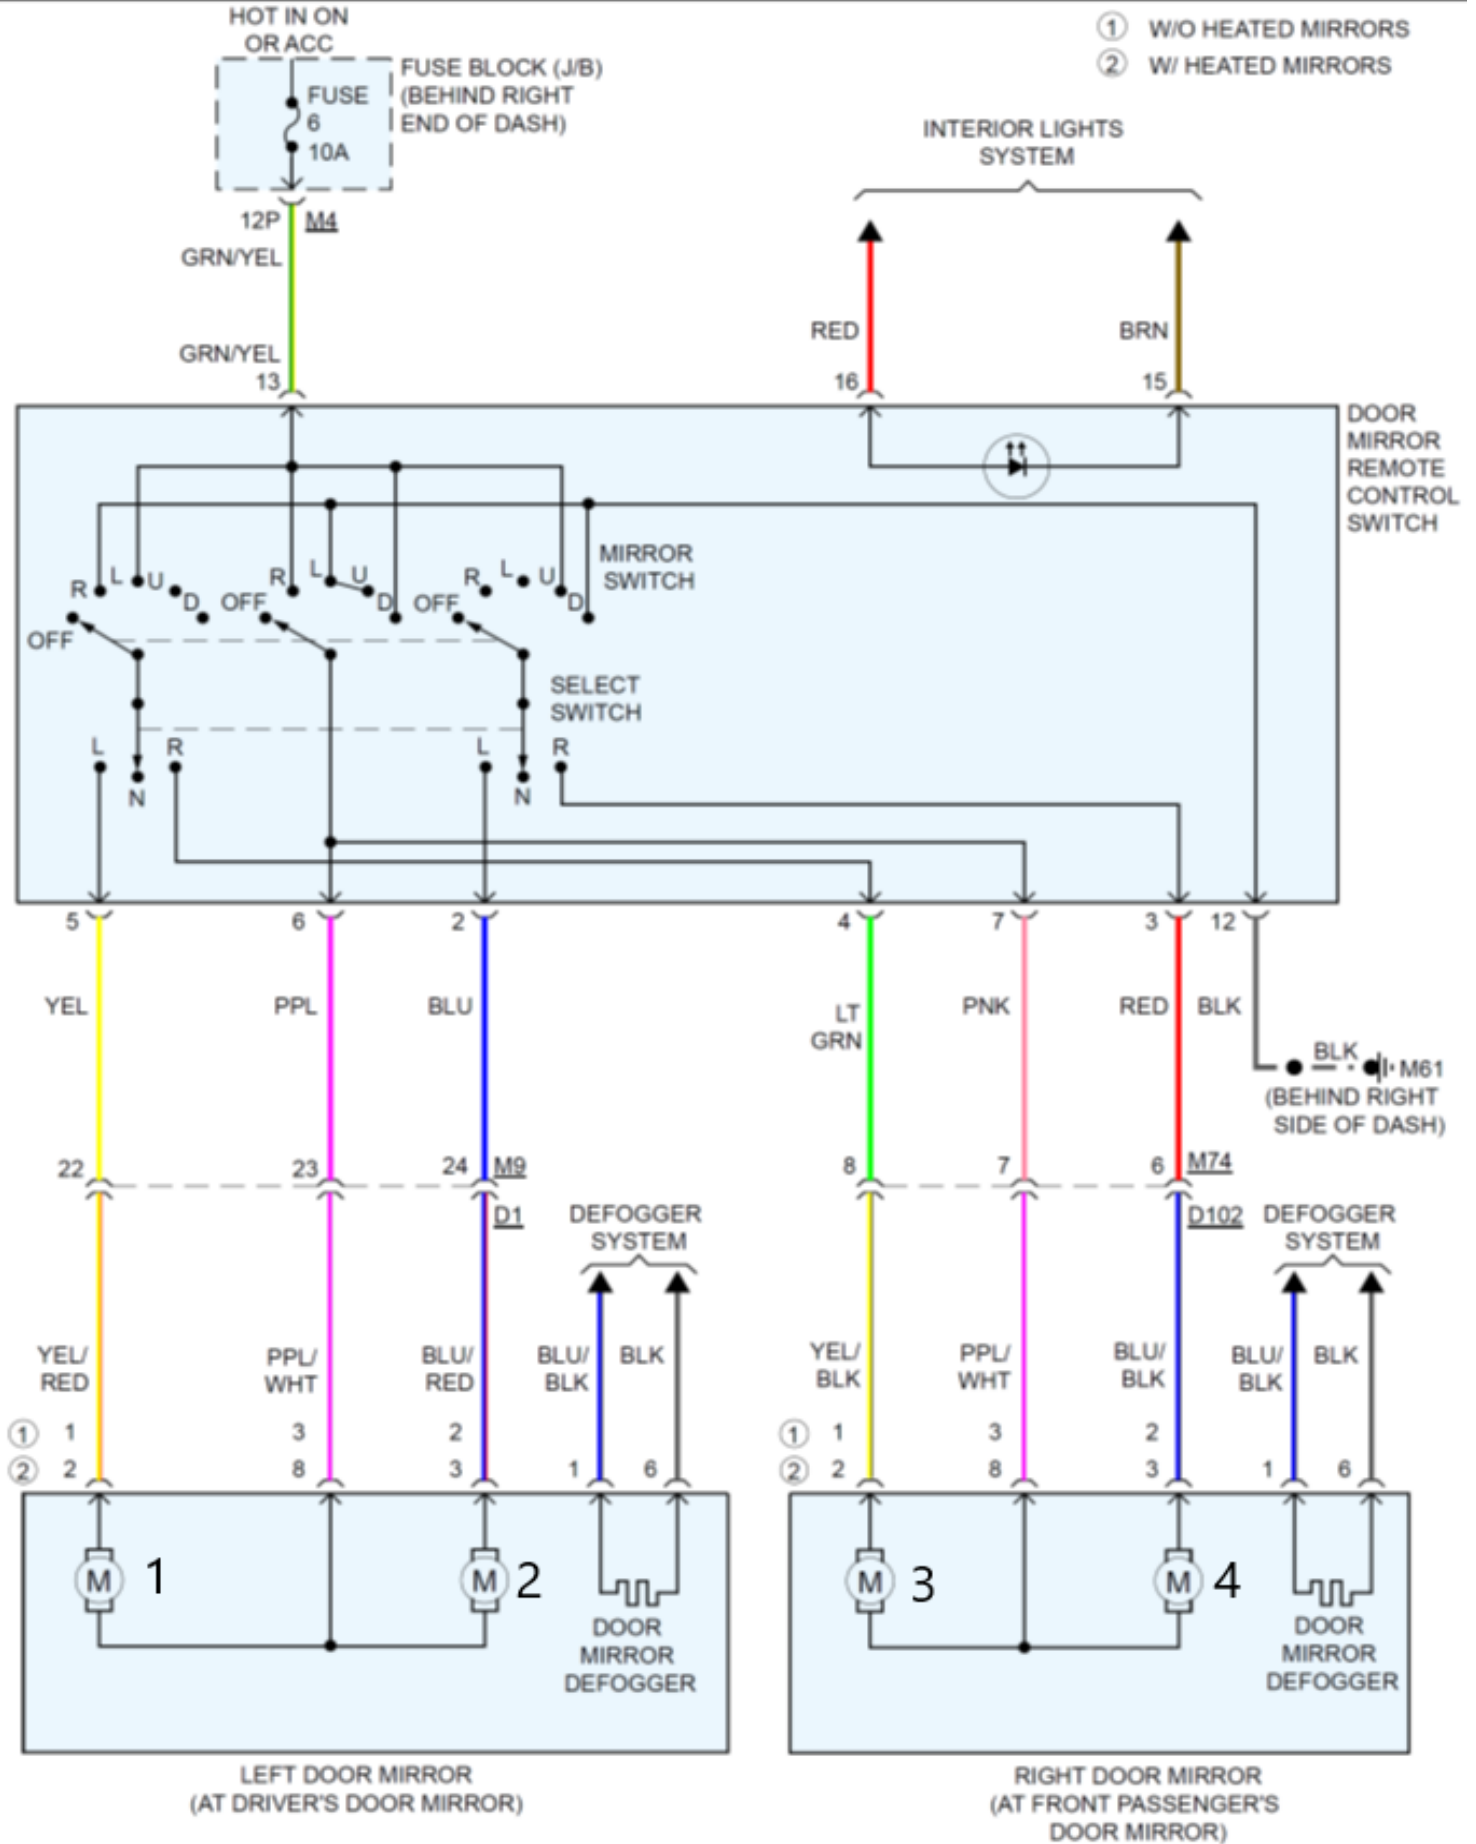 HOT IN ON
OR ACC
FUSE
6
10A
FUSE BLOCK (J/B)
(BEHIND RIGHT
END OF DASH)
1 W/O HEATED MIRRORS
2 W/ HEATED MIRRORS
INTERIOR LIGHTS
SYSTEM
12P M4
GRN/YEL
GRN/YEL
13
RED
16
BRN
15
DOOR
MIRROR
REMOTE
CONTROL
SWITCH
MIRROR
SWITCH
R L U D
OFF
R L U D
OFF
R L U D
OFF
SELECT
SWITCH
L N R
L N R
5 6 2 4 7 3 12
YEL PPL BLU
LT
GRN
PNK RED BLK
BLK
M61
(BEHIND RIGHT
SIDE OF DASH)
22 23 24 M9
D1
8 7 6 M74
D102
DEFOGGER
SYSTEM
DEFOGGER
SYSTEM
YEL/
RED
PPL/
WHT
BLU/
RED
BLU/
BLK
BLK
YEL/
BLK
PPL/
WHT
BLU/
BLK
BLU/
BLK
BLK
1 1 3 2
2 2 8 3 1 6
1 1 3 2
2 2 8 3 1 6
M 1
M 2
DOOR
MIRROR
DEFOGGER
M 3
M 4
DOOR
MIRROR
DEFOGGER
LEFT DOOR MIRROR
(AT DRIVER'S DOOR MIRROR)
RIGHT DOOR MIRROR
(AT FRONT PASSENGER'S
DOOR MIRROR)